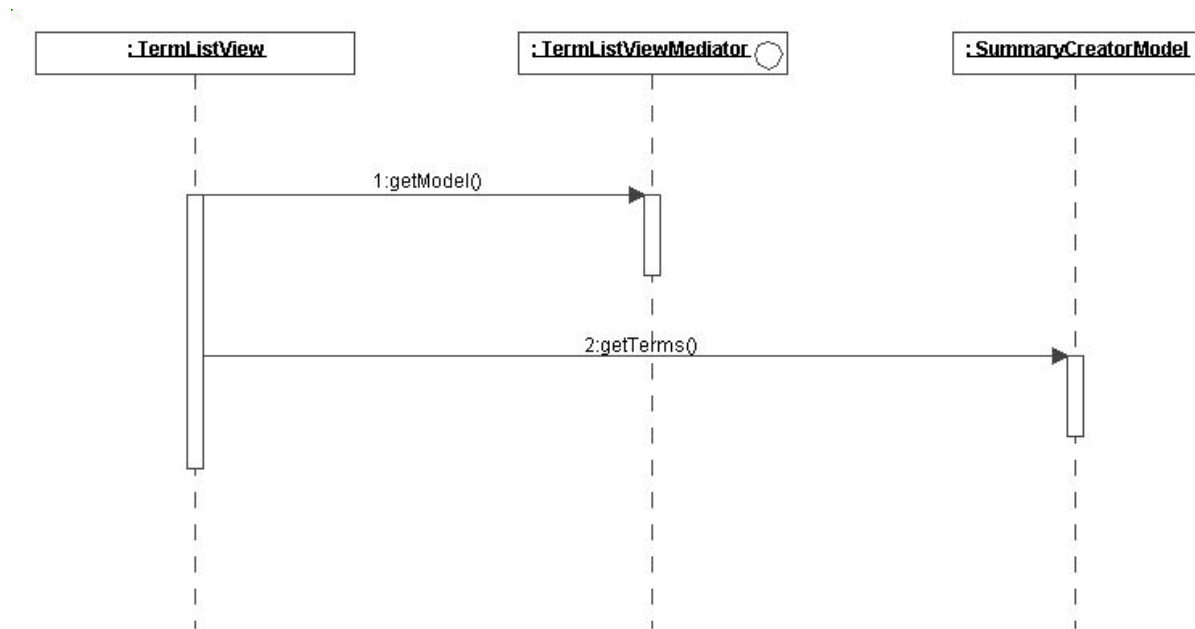 : TermListView
: TermListViewMediator
: SummaryCreatorModel
1:getModel()
2:getTerms()